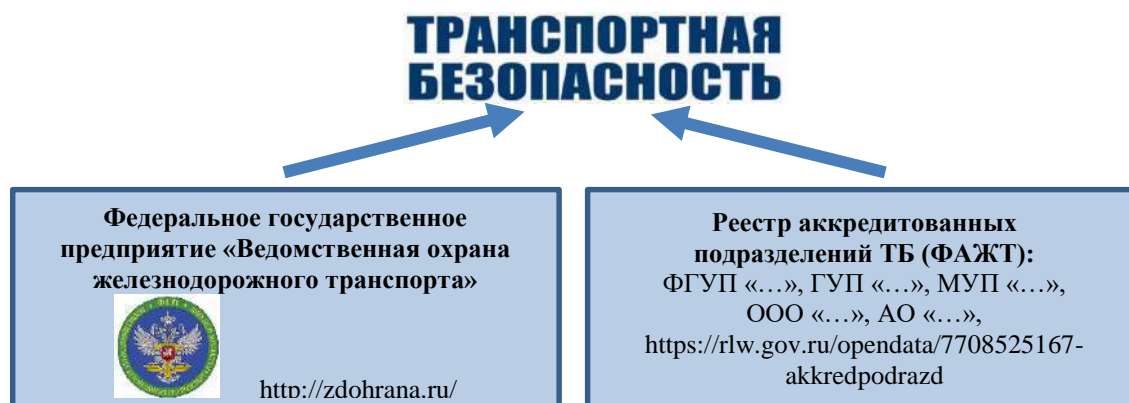 ТРАНСПОРТНАЯ
БЕЗОПАСНОСТЬ
Федеральное государственное
предприятие «Ведомственная охрана
железнодорожного транспорта»
http://zdohrana.ru/
Реестр аккредитованных
подразделений ТБ (ФАЖТ):
ФГУП «…», ГУП «…», МУП «…»,
ООО «…», АО «…»,
https://rlw.gov.ru/opendata/7708525167-
akkredpodrazd